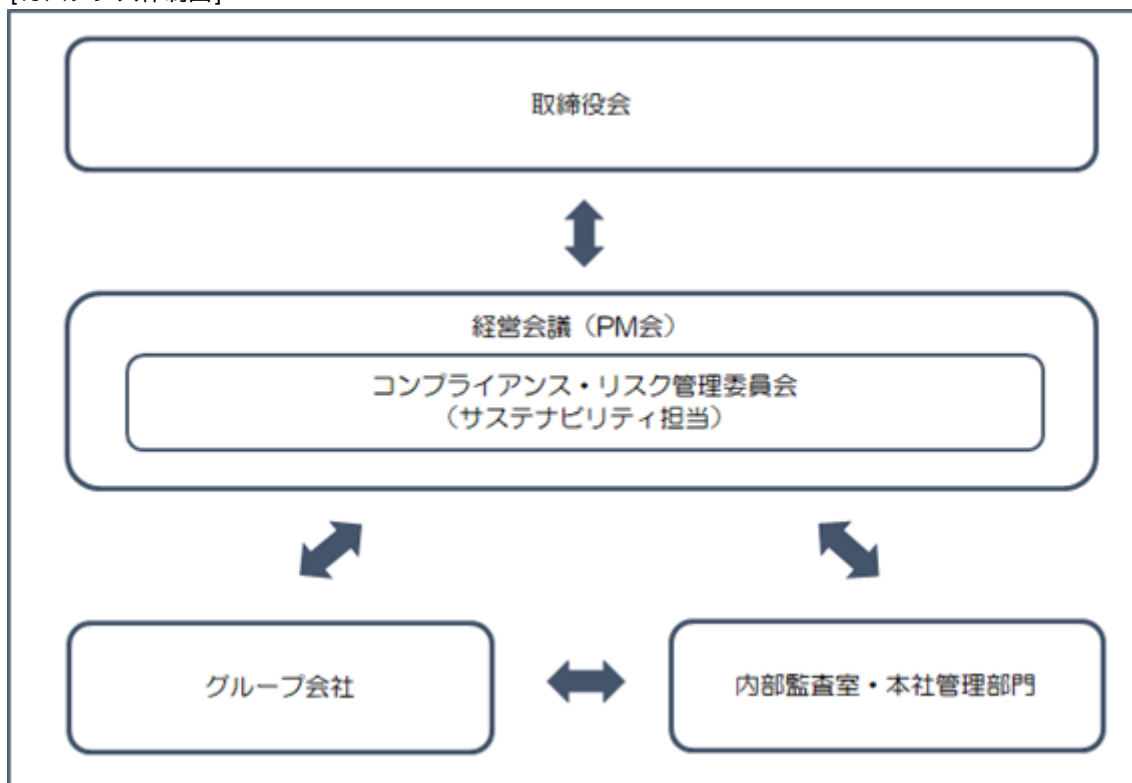 取締役会
経営会議（PM会）
コンプライアンス・リスク管理委員会
（サステナビリティ担当）
グループ会社
内部監査室・本社管理部門